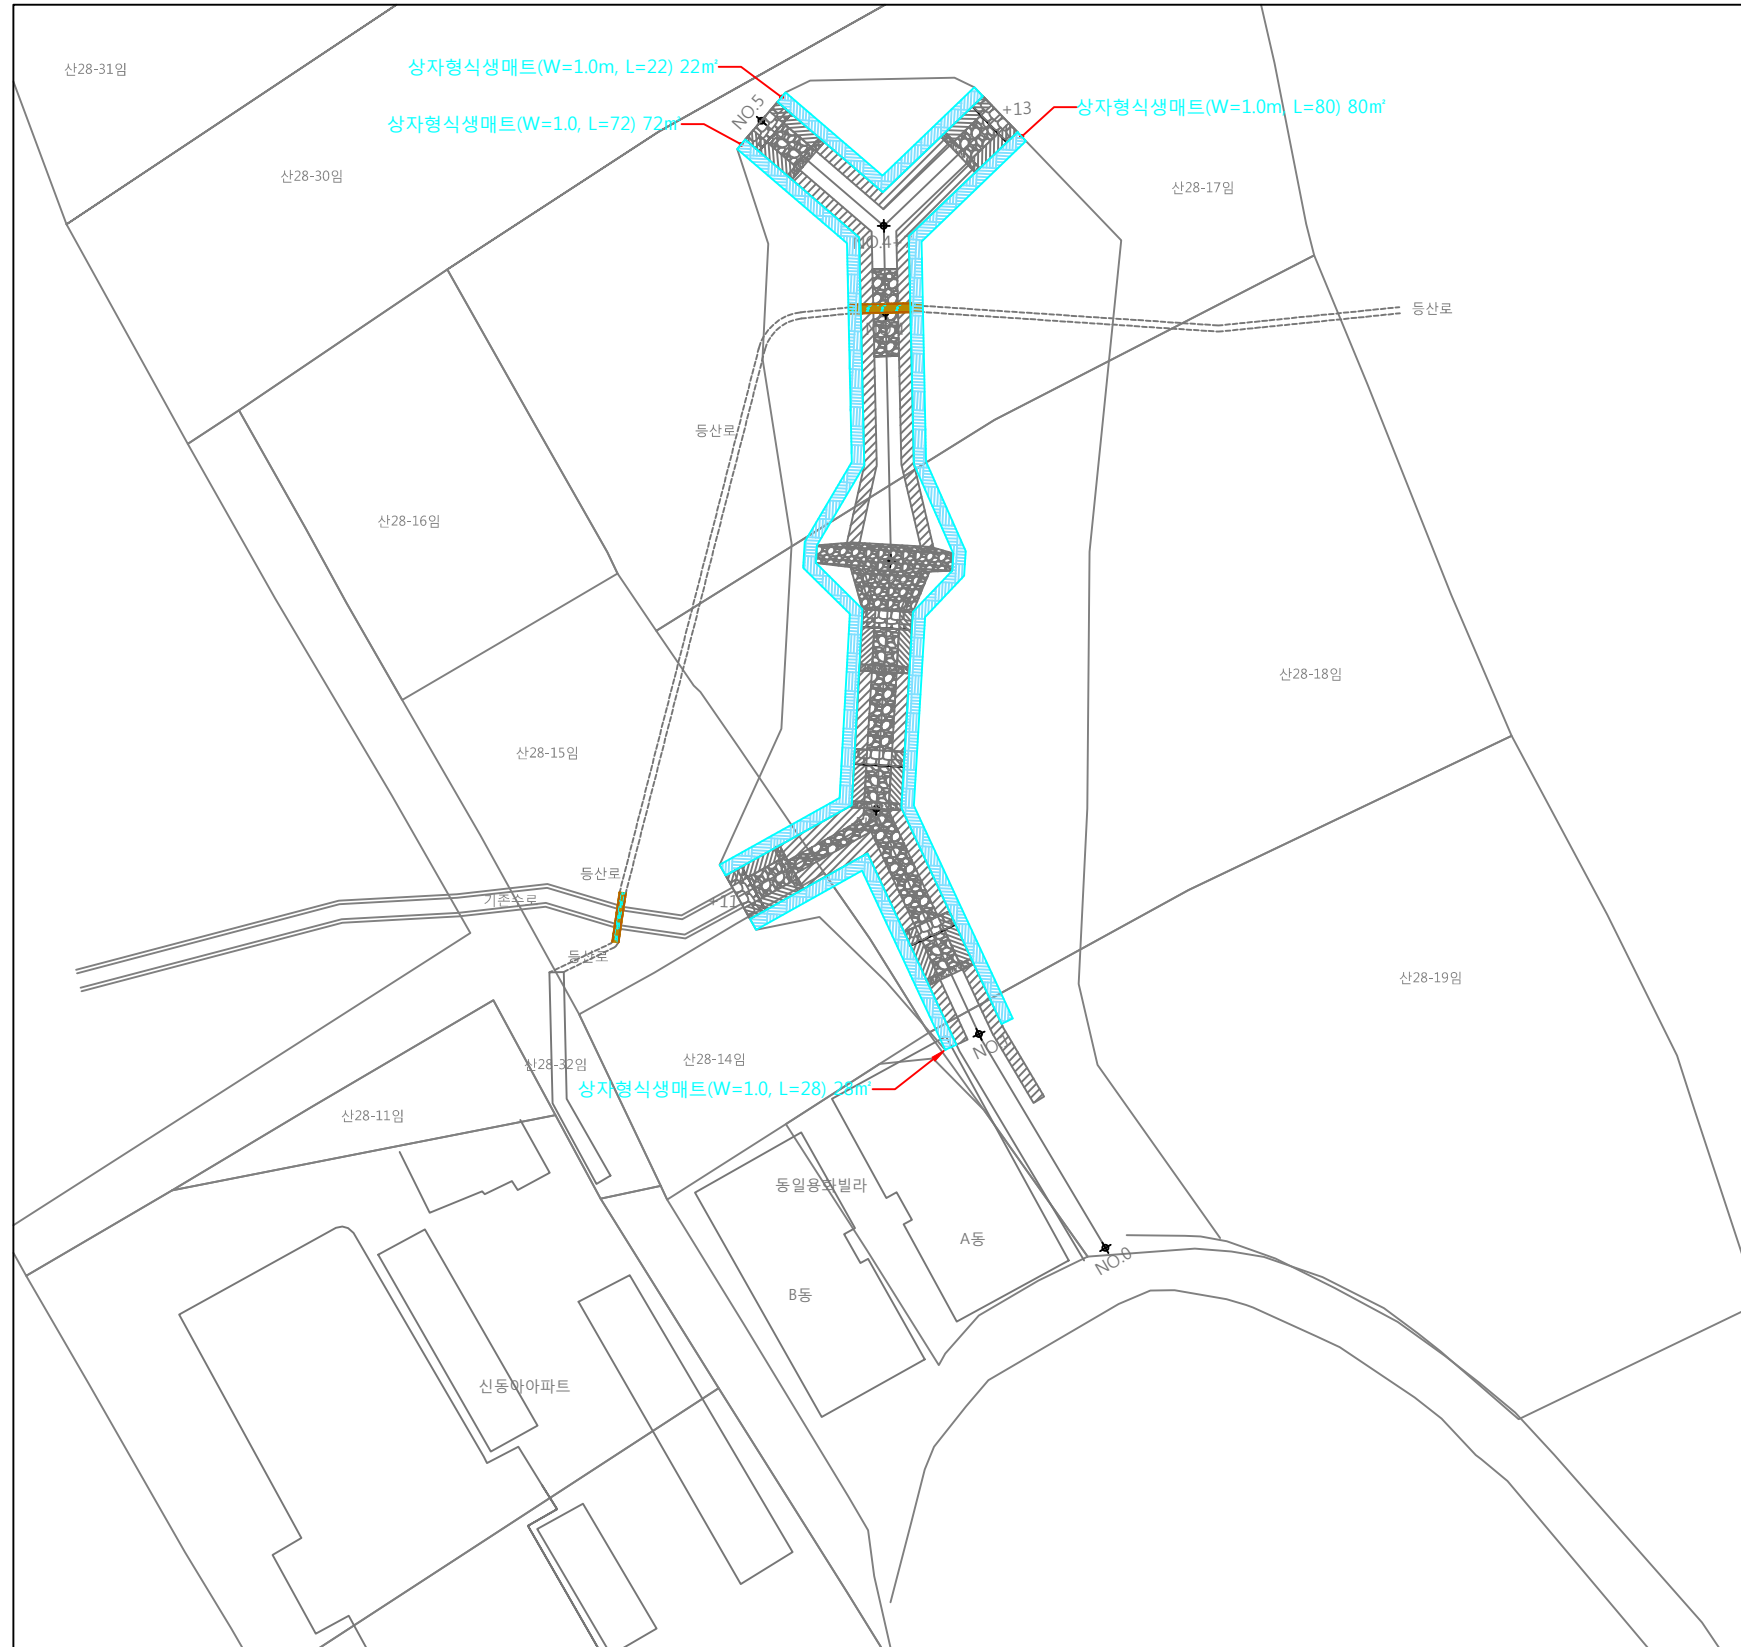 산28-31임
상자형식생매트(W=1.0m, L=22) 22㎡
NO.5
+13
상자형식생매트(W=1.0m, L=80) 80㎡
상자형식생매트(W=1.0, L=72) 72㎡
산28-30임
산28-17임
NO.4+
등산로
등산로
산28-16임
산28-18임
산28-15임
등산로
기존수로
+11
등산로
산28-19임
산28-14임
산28-32임
상자형식생매트(W=1.0, L=28) 28㎡
산28-11임
동일용화빌라
A동
NO.0
B동
신동아아파트